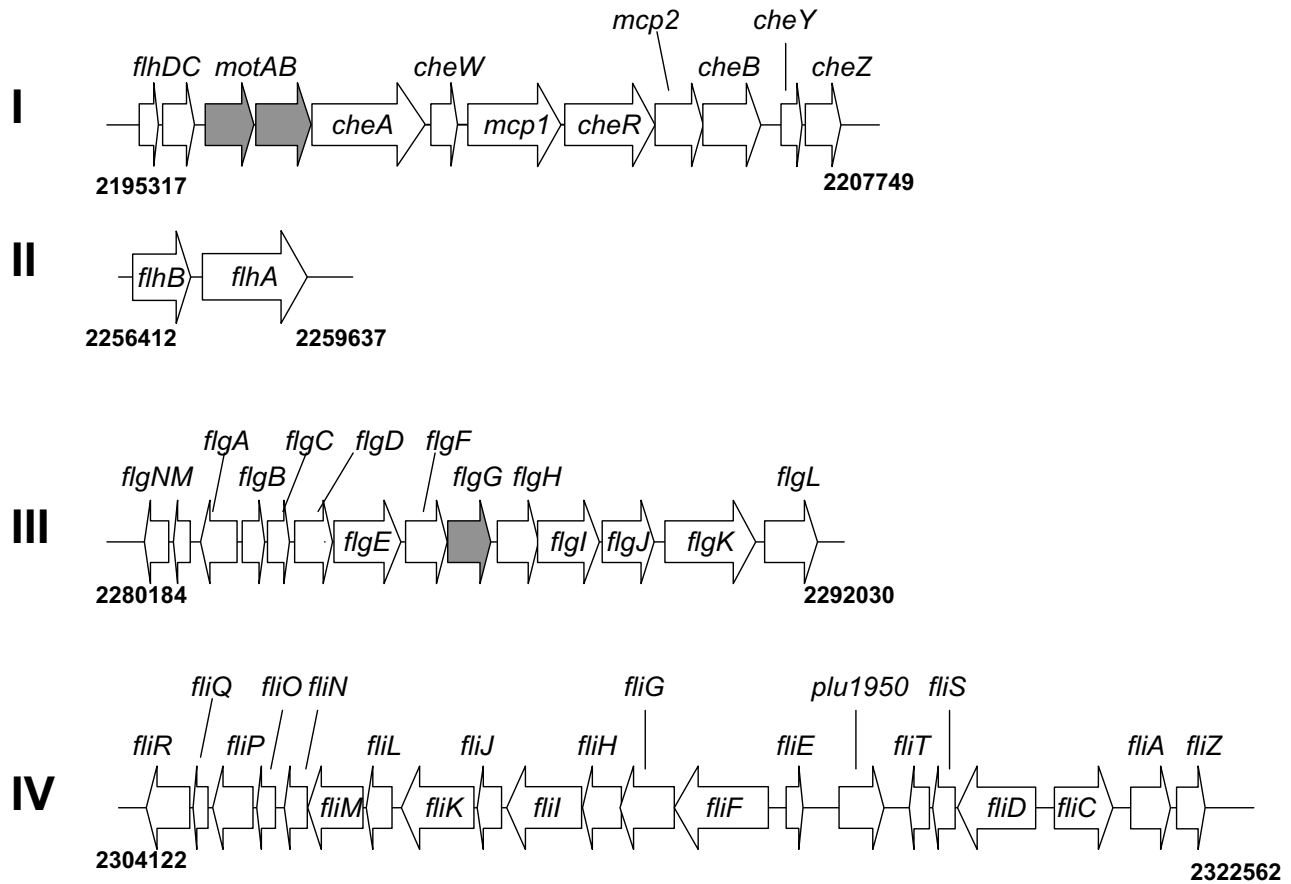 mcp2 cheY
flhDC motAB cheW cheB cheZ
I cheA mcp1 cheR
2195317 2207749
II flhB flhA
2256412 2259637
flgA flgC flgD flgF
flgNM flgB flgG flgH flgL
III flgE flgI flgJ flgK
2280184 2292030
fliQ fliO fliN fliG plu1950 fliS
fliR fliP fliL fliJ fliH fliE fliT fliA fliZ
IV fliM fliK fliI fliF fliD fliC
2304122 2322562